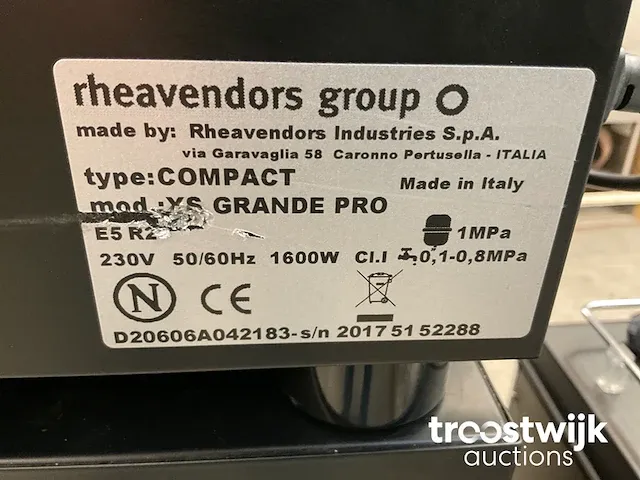 rheavendors group
made by: Rheavendors Industries S.p.A.
via Garavaglia 58 Caronno Pertusella - ITALIA
type:COMPACT Made in Italy
mod.:XS GRANDE PRO
E5 R2 1MPa
230V 50/60Hz 1600W Cl.I 0,1-0,8MPa
N CE
D20606A042183-s/n 2017 51 52288
troostwijk
auctions